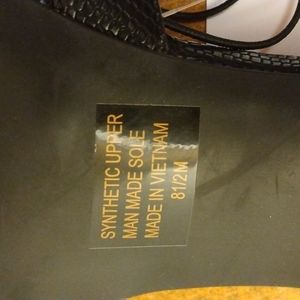 SYNTHETIC UPPER
MAN MADE SOLE
MADE IN VIETNAM
81/2M